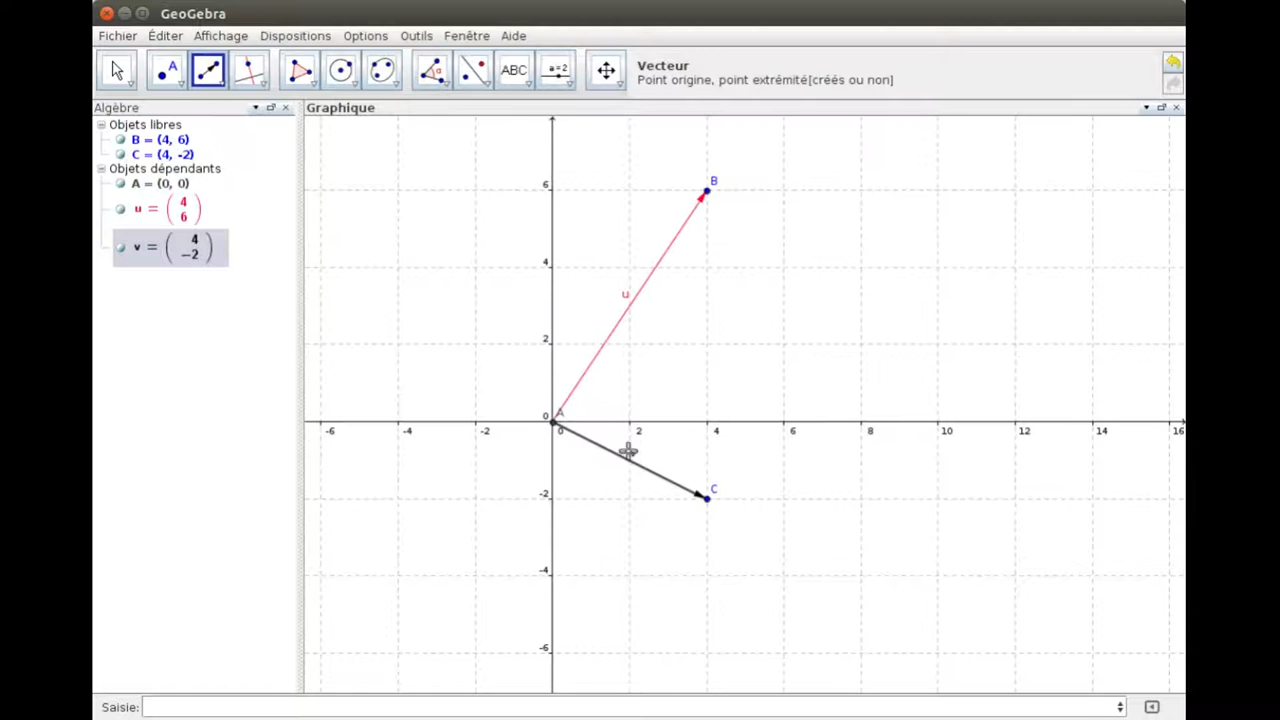 GeoGebra
Fichier Éditer Affichage Dispositions Options Outils Fenêtre Aide
A
α
ABC
a=2
Vecteur
Point origine, point extrémité[créés ou non]
Algèbre
Graphique
Objets libres
B = (4, 6)
C = (4, -2)
Objets dépendants
A = (0, 0)
u = ( 4
6 )
v = ( 4
−2 )
B
6
4
u
2
A
0
-6 -4 -2 0 2 4 6 8 10 12 14 16
C
-2
-4
-6
Saisie: